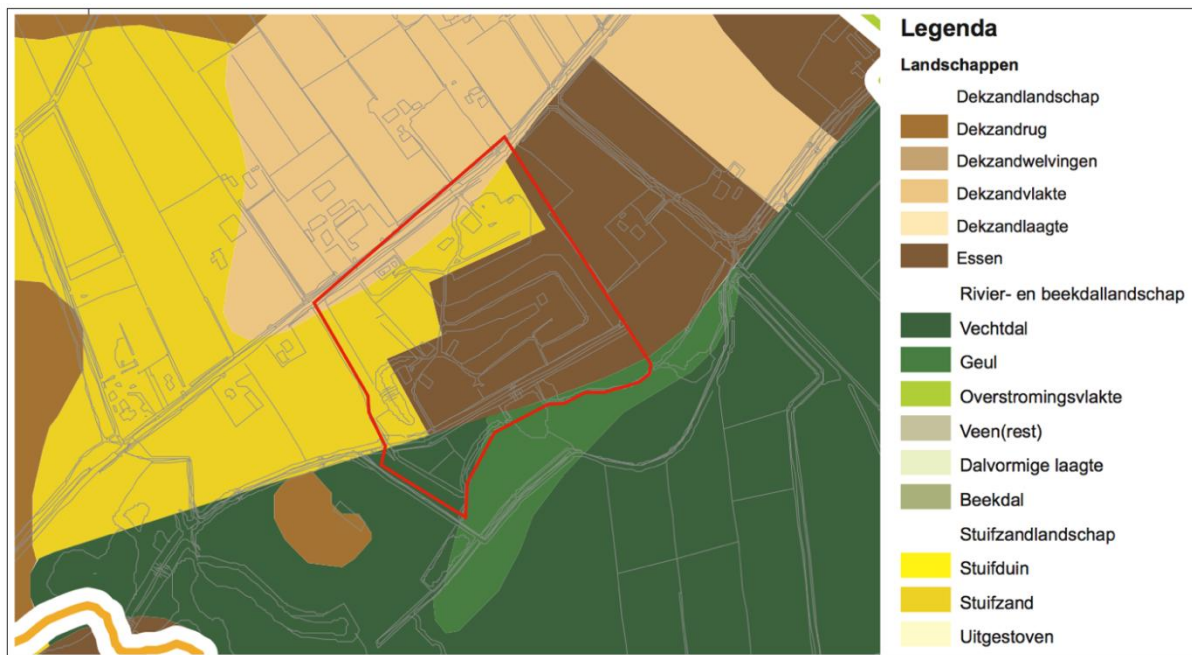 Legenda
Landschappen
Dekzandlandschap
Dekzandrug
Dekzandwelvingen
Dekzandvlakte
Dekzandlaagte
Essen
Rivier- en beekdallandschap
Vechtdal
Geul
Overstromingsvlakte
Veen(rest)
Dalvormige laagte
Beekdal
Stuifzandlandschap
Stuifduin
Stuifzand
Uitgestoven